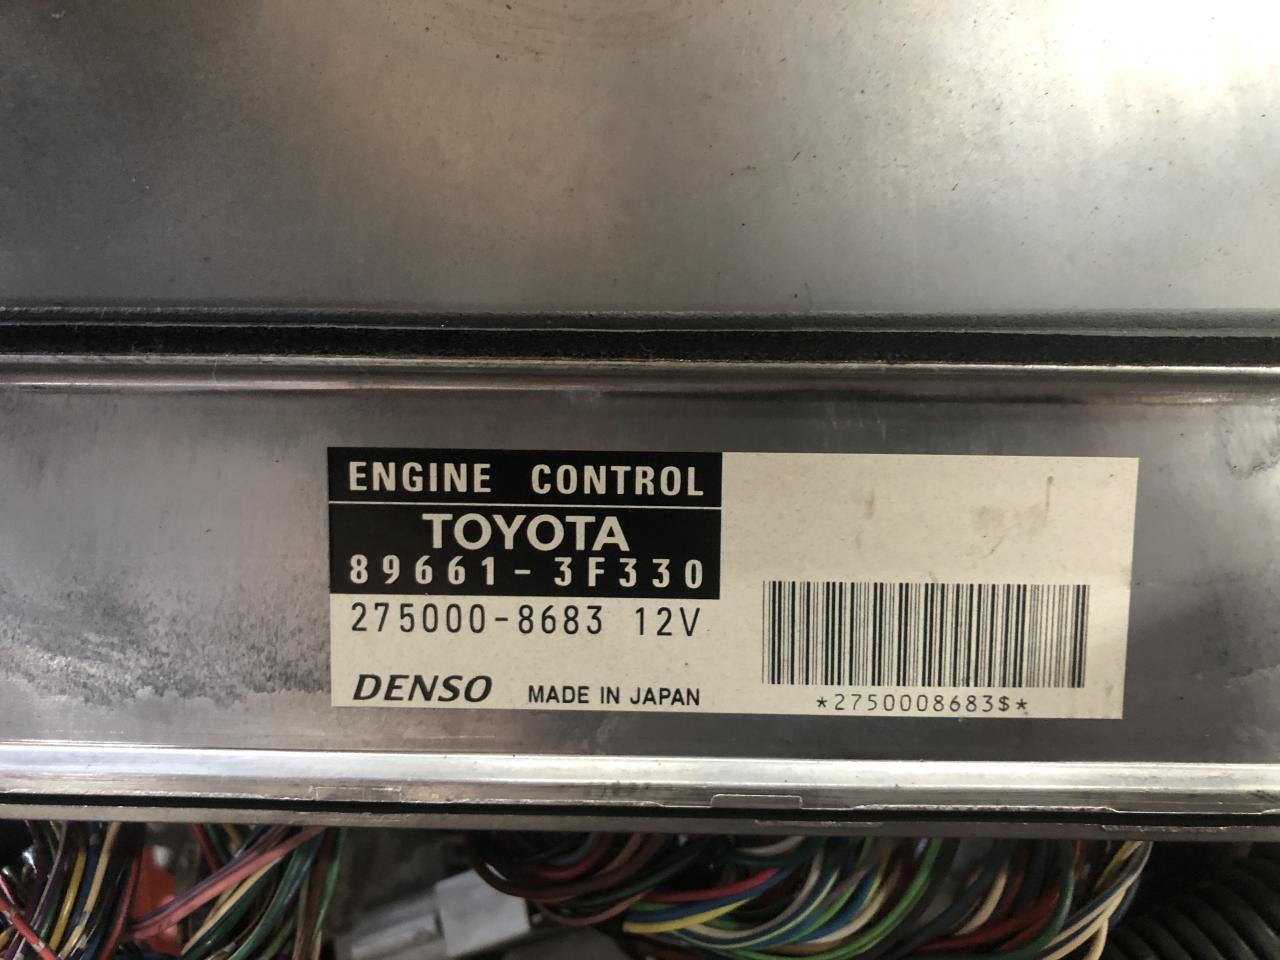 ENGINE CONTROL
TOYOTA
89661-3F330
275000-8683 12V
DENSO MADE IN JAPAN
*2750008683$*